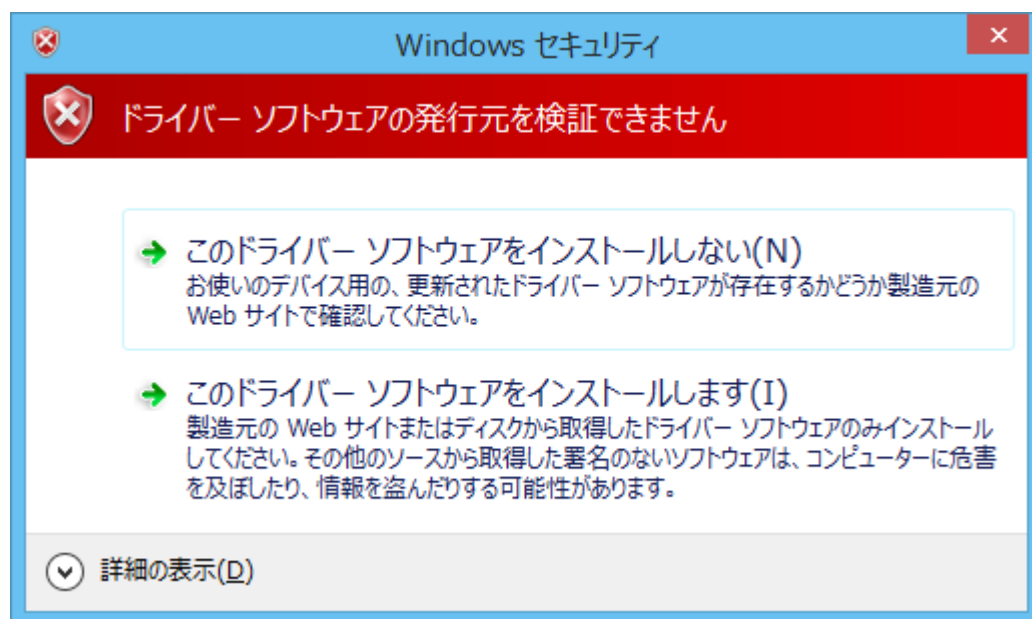 Windows セキュリティ
ドライバー ソフトウェアの発行元を検証できません
このドライバー ソフトウェアをインストールしない(N)
お使いのデバイス用の、更新されたドライバー ソフトウェアが存在するかどうか製造元の
Web サイトで確認してください。
このドライバー ソフトウェアをインストールします(I)
製造元の Web サイトまたはディスクから取得したドライバー ソフトウェアのみインストール
してください。その他のソースから取得した署名のないソフトウェアは、コンピューターに危害
を及ぼしたり、情報を盗んだりする可能性があります。
詳細の表示(D)